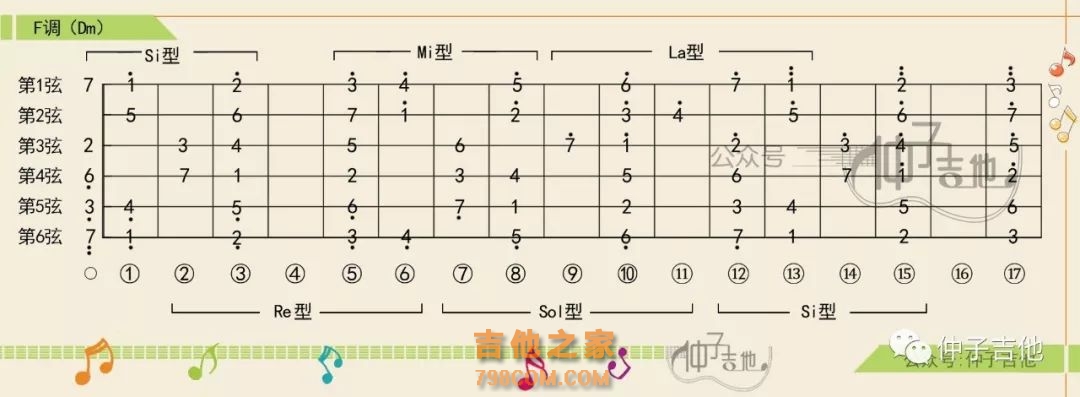 F调（Dm）
Si型 Mi型 La型
第1弦 7 1 2 3 4 5 6 7 1 2 3
第2弦 5 6 7 1 2 3 4 5 6 7
第3弦 2 3 4 5 6 7 1 2 3 4 5
第4弦 6 7 1 2 3 4 5 6 7 1 2
第5弦 3 4 5 6 7 1 2 3 4 5 6
第6弦 7 1 2 3 4 5 6 7 1 2 3
公众号 仲子吉他
○ ① ② ③ ④ ⑤ ⑥ ⑦ ⑧ ⑨ ⑩ ⑪ ⑫ ⑬ ⑭ ⑮ ⑯ ⑰
Re型 Sol型 Si型
吉他之家
798COM.COM
仲子吉他
仲子吉他
公众号:仲子吉他